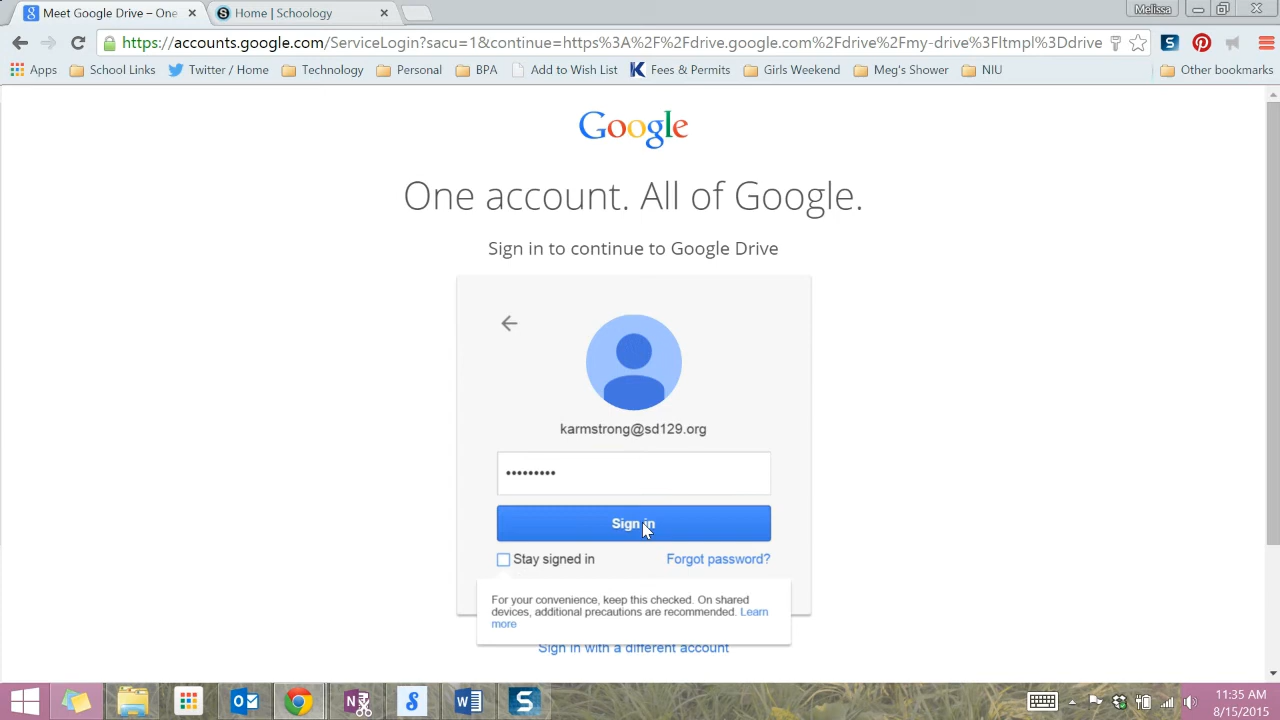 Meet Google Drive – One
Home | Schoology
Melissa
https://accounts.google.com/ServiceLogin?sacu=1&continue=https%3A%2F%2Fdrive.google.com%2Fdrive%2Fmy-drive%3Fltmpl%3Ddrive
Apps
School Links
Twitter / Home
Technology
Personal
BPA
Add to Wish List
Fees & Permits
Girls Weekend
Meg's Shower
NIU
Other bookmarks
Google
One account. All of Google.
Sign in to continue to Google Drive
karmstrong@sd129.org
•••••••••
Sign in
Stay signed in
Forgot password?
For your convenience, keep this checked. On shared
devices, additional precautions are recommended. Learn
more
Sign in with a different account
11:35 AM
8/15/2015